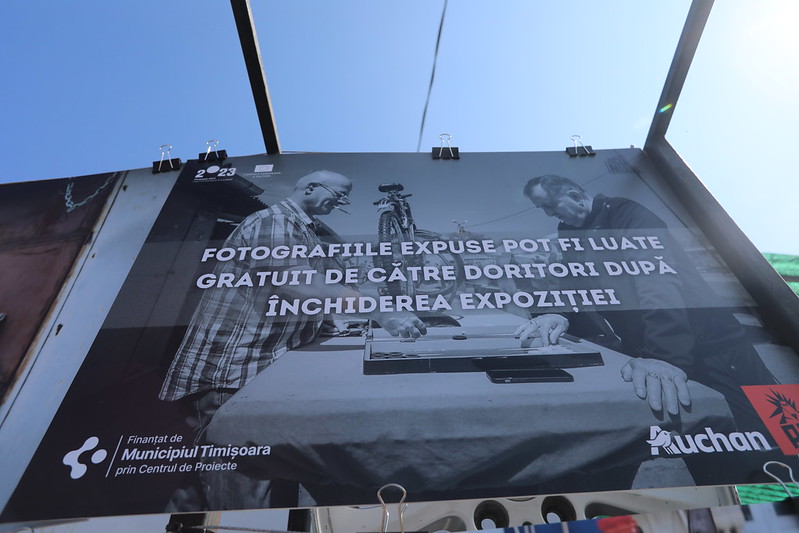 2023
FOTOGRAFIILE EXPUSE POT FI LUATE
GRATUIT DE CĂTRE DORITORI DUPĂ
ÎNCHIDEREA EXPOZIȚIEI
Finanțat de
Municipiul Timișoara
prin Centrul de Proiecte
Auchan